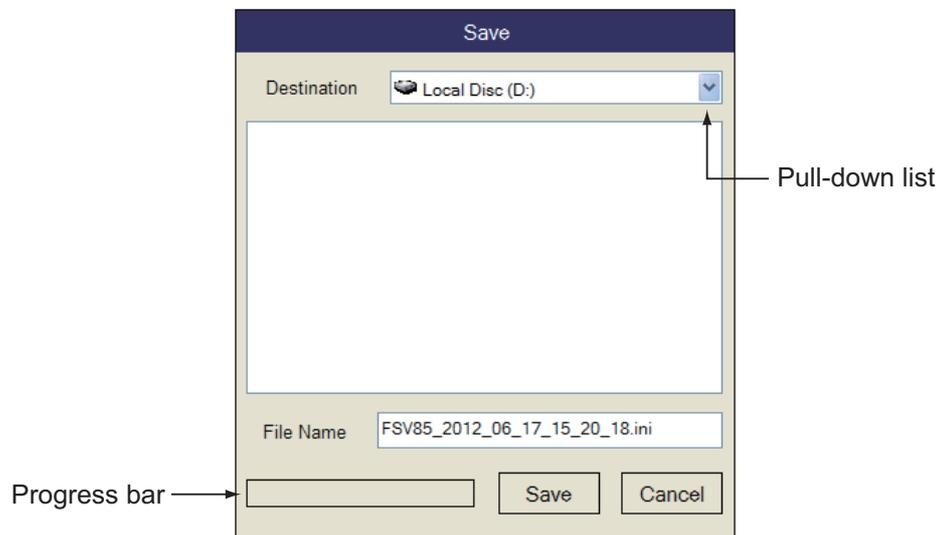 Save
Destination
Local Disc (D:)
Pull-down list
File Name
FSV85_2012_06_17_15_20_18.ini
Progress bar
Save
Cancel